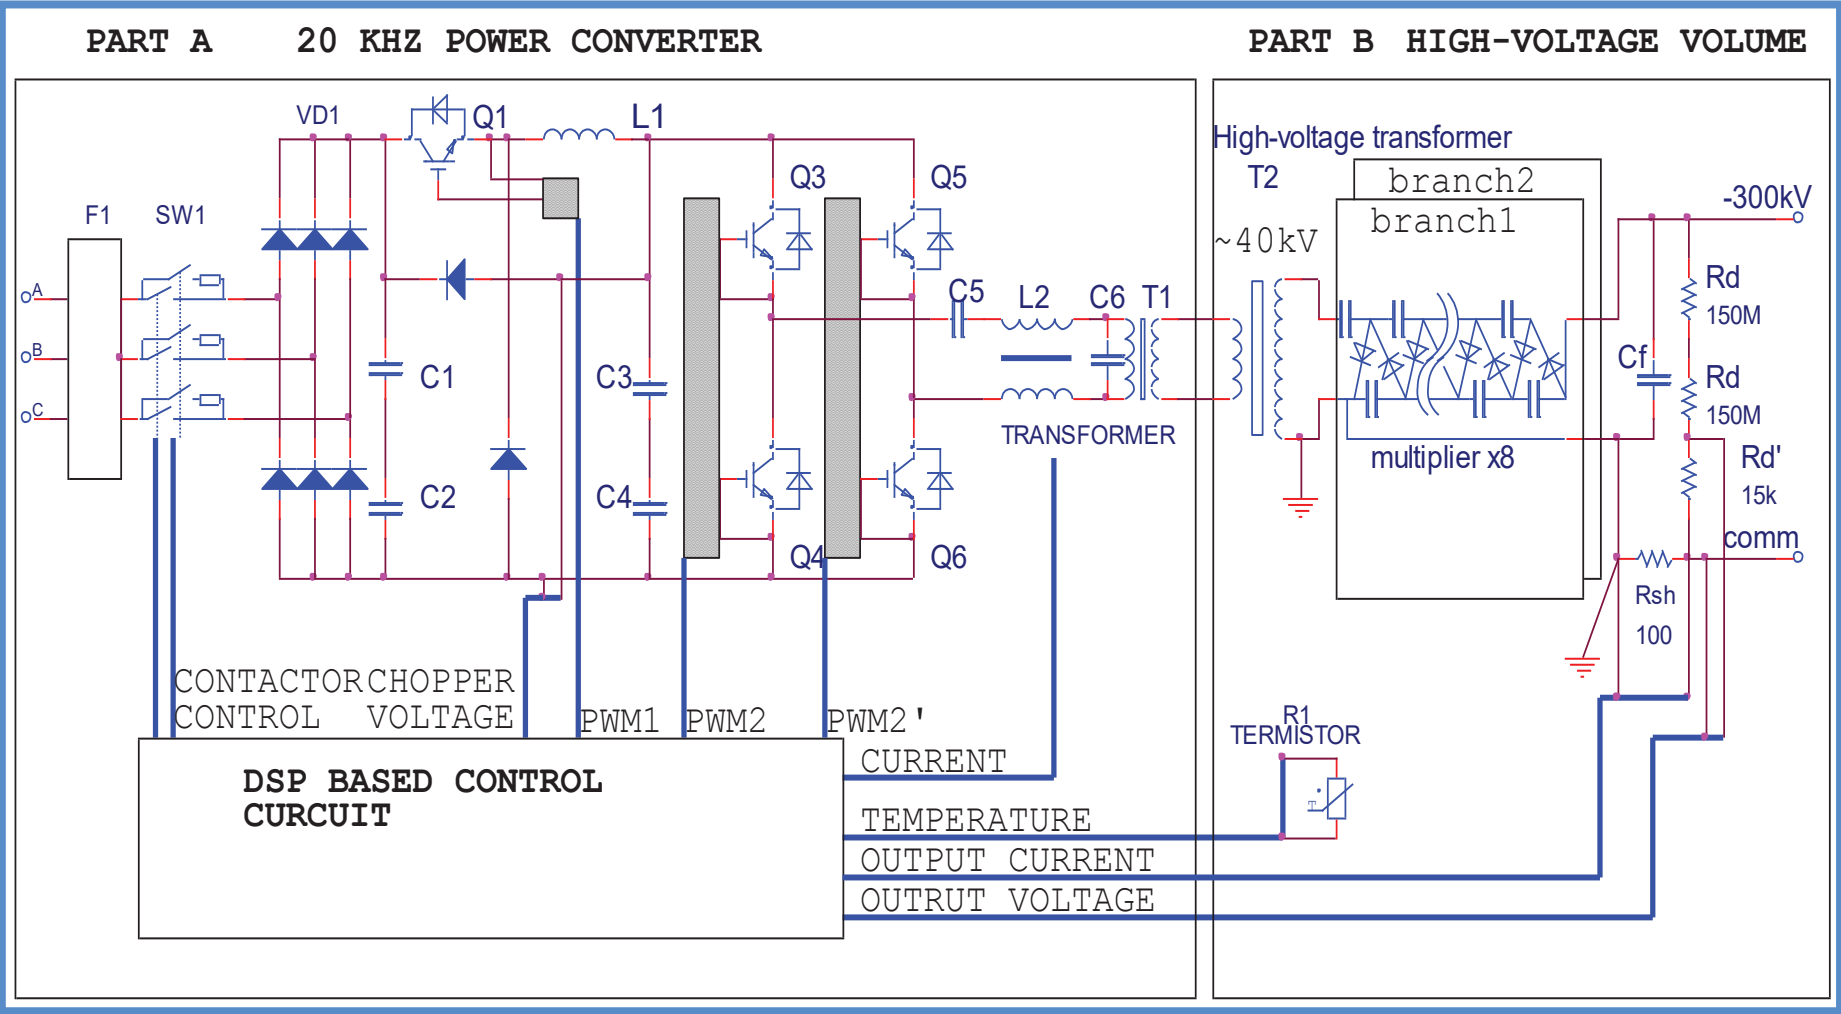 PART A 20 KHZ POWER CONVERTER
PART B HIGH-VOLTAGE VOLUME
VD1
Q1
L1
High-voltage transformer
T2
branch2
branch1
~40kV
-300kV
Q3
Q5
F1
SW1
A
B
C
C5
L2
C6
T1
Rd
150M
Cf
Rd
150M
C1
C3
TRANSFORMER
multiplier x8
Rd'
15k
C2
C4
Q4
Q6
comm
Rsh
100
CONTACTOR
CONTROL
CHOPPER
VOLTAGE
PWM1
PWM2
PWM2'
R1
TERMISTOR
T
CURRENT
DSP BASED CONTROL
CURCUIT
TEMPERATURE
OUTPUT CURRENT
OUTRUT VOLTAGE